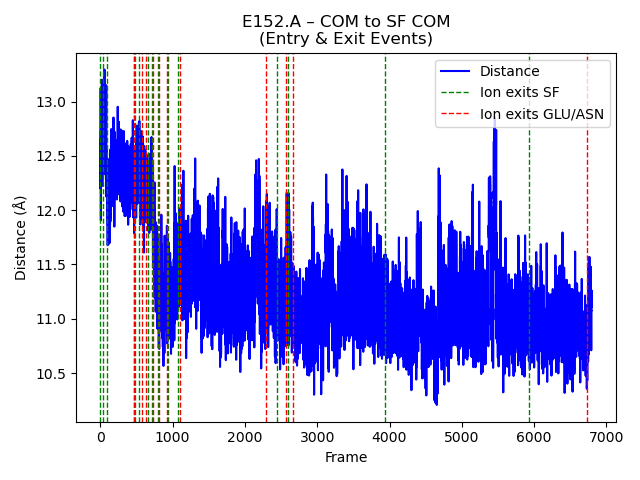 E152.A – COM to SF COM
(Entry & Exit Events)
Distance
Ion exits SF
Ion exits GLU/ASN
Distance (Å)
13.0
12.5
12.0
11.5
11.0
10.5
0 1000 2000 3000 4000 5000 6000 7000
Frame